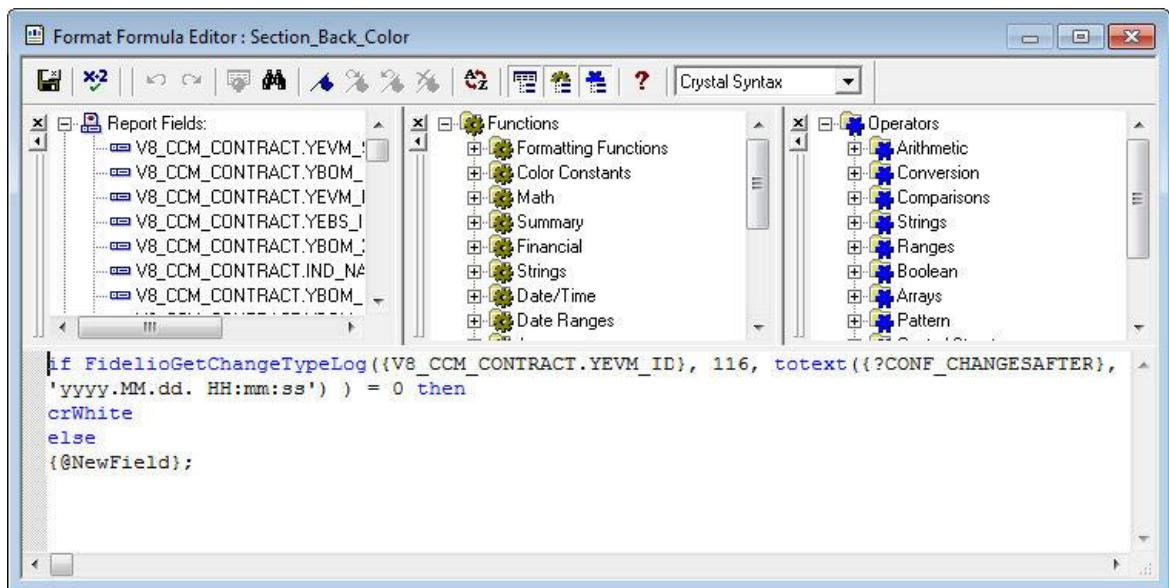 Format Formula Editor : Section_Back_Color
x+2
A
Z
?
Crystal Syntax
Report Fields:
V8_CCM_CONTRACT.YEVM_
V8_CCM_CONTRACT.YBOM_
V8_CCM_CONTRACT.YEVM_
V8_CCM_CONTRACT.YEBS_
V8_CCM_CONTRACT.YBOM_
V8_CCM_CONTRACT.IND_NA
V8_CCM_CONTRACT.YBOM_
Functions
Formatting Functions
Color Constants
Math
Summary
Financial
Strings
Date/Time
Date Ranges
Operators
Arithmetic
Conversion
Comparisons
Strings
Ranges
Boolean
Arrays
Pattern
if FidelioGetChangeTypeLog({V8_CCM_CONTRACT.YEVM_ID}, 116, totext({?CONF_CHANGESAFTER},
'yyyy.MM.dd. HH:mm:ss') ) = 0 then
crWhite
else
{@NewField};